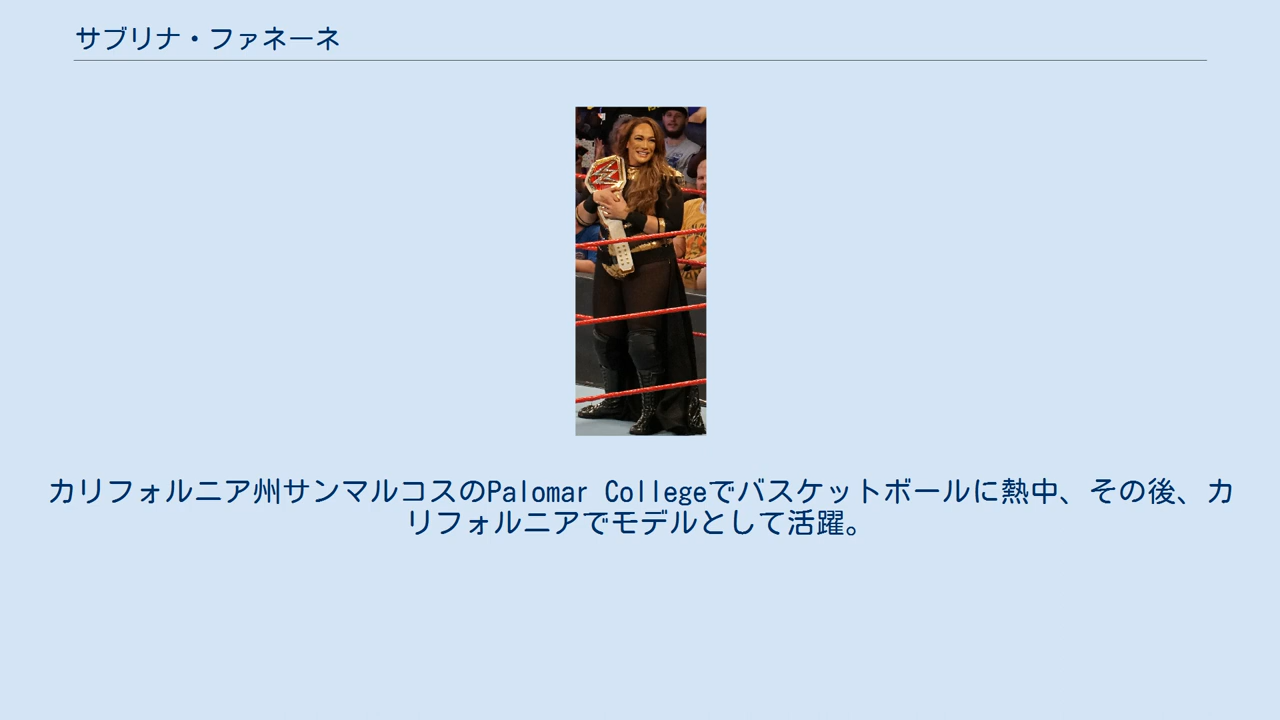 サブリナ・ファネーネ
カリフォルニア州サンマルコスのPalomar Collegeでバスケットボールに熱中、その後、カ
リフォルニアでモデルとして活躍。